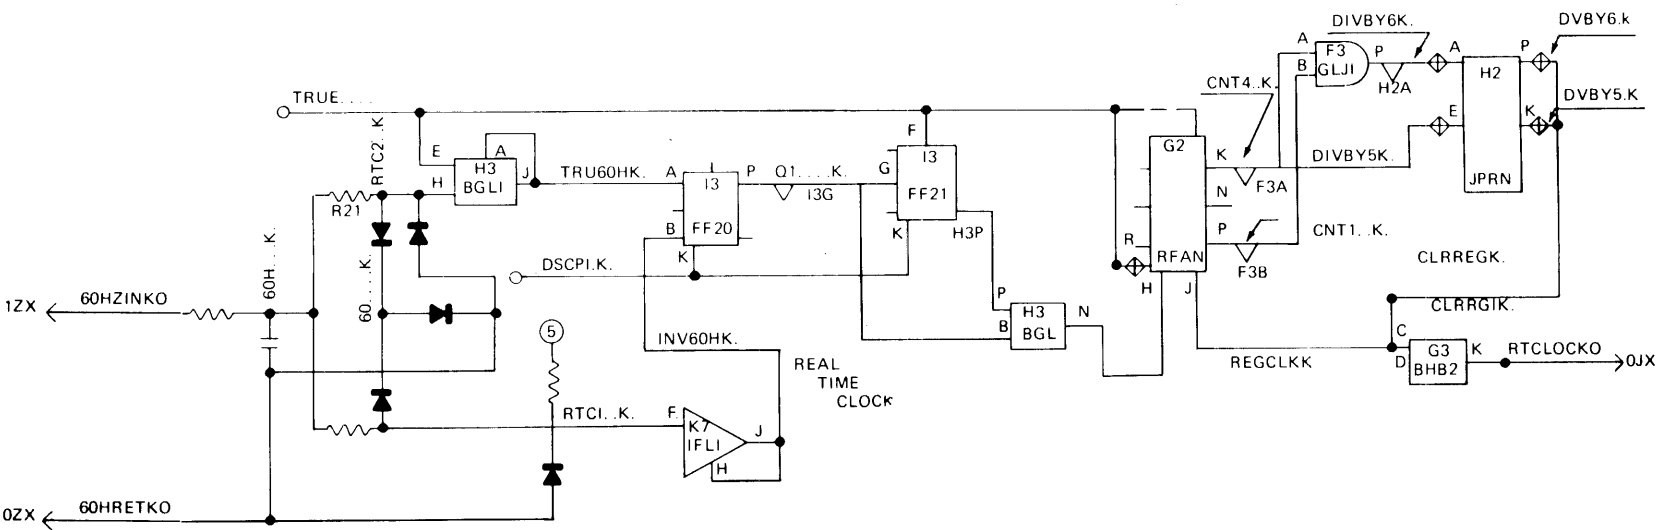 DIVBY6K.
DVBY6.k
A
F3
P
A
P
B
GLJI
H2
H2A
CNT4..K.
DVBY5.K
TRUE....
E
K
F
RTC2..K
E
A
I3
G2
K
DIVBY5K.
H3
J
TRU60HK.
A
P
Q1....K.
G
F3A
JPRN
H
BGLI
I3
I3G
FF21
N
R21
B
FF20
K
H3P
R
P
CNT1..K.
60H...K.
K
DSCPI.K.
RFAN
F3B
CLRREGK.
60.....K.
H
J
1ZX
60HZINKO
P
H3
N
CLRRGIK.
5
B
BGL
C
INV60HK.
REGCLKK
D
G3
K
RTCLOCKO
0JX
BHB2
REAL
TIME
CLOCK
RTCI..K.
F
K7
J
IFLI
H
0ZX
60HRETKO